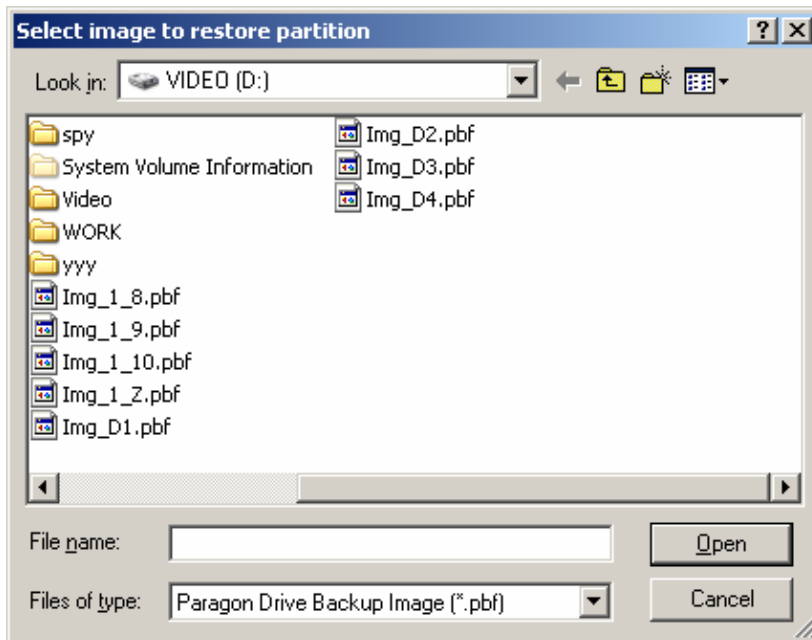 Select image to restore partition
Look in: VIDEO (D:)
spy
System Volume Information
Video
WORK
yyy
Img_1_8.pbf
Img_1_9.pbf
Img_1_10.pbf
Img_1_Z.pbf
Img_D1.pbf
Img_D2.pbf
Img_D3.pbf
Img_D4.pbf
File name:
Open
Files of type: Paragon Drive Backup Image (*.pbf)
Cancel